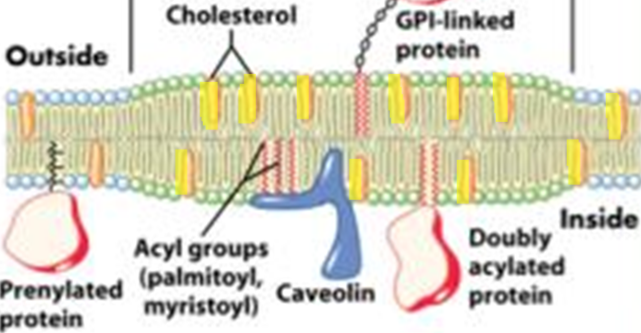 Cholesterol
GPI-linked
protein
Outside
Inside
Prenylated
protein
Acyl groups
(palmitoyl,
myristoyl)
Caveolin
Doubly
acylated
protein